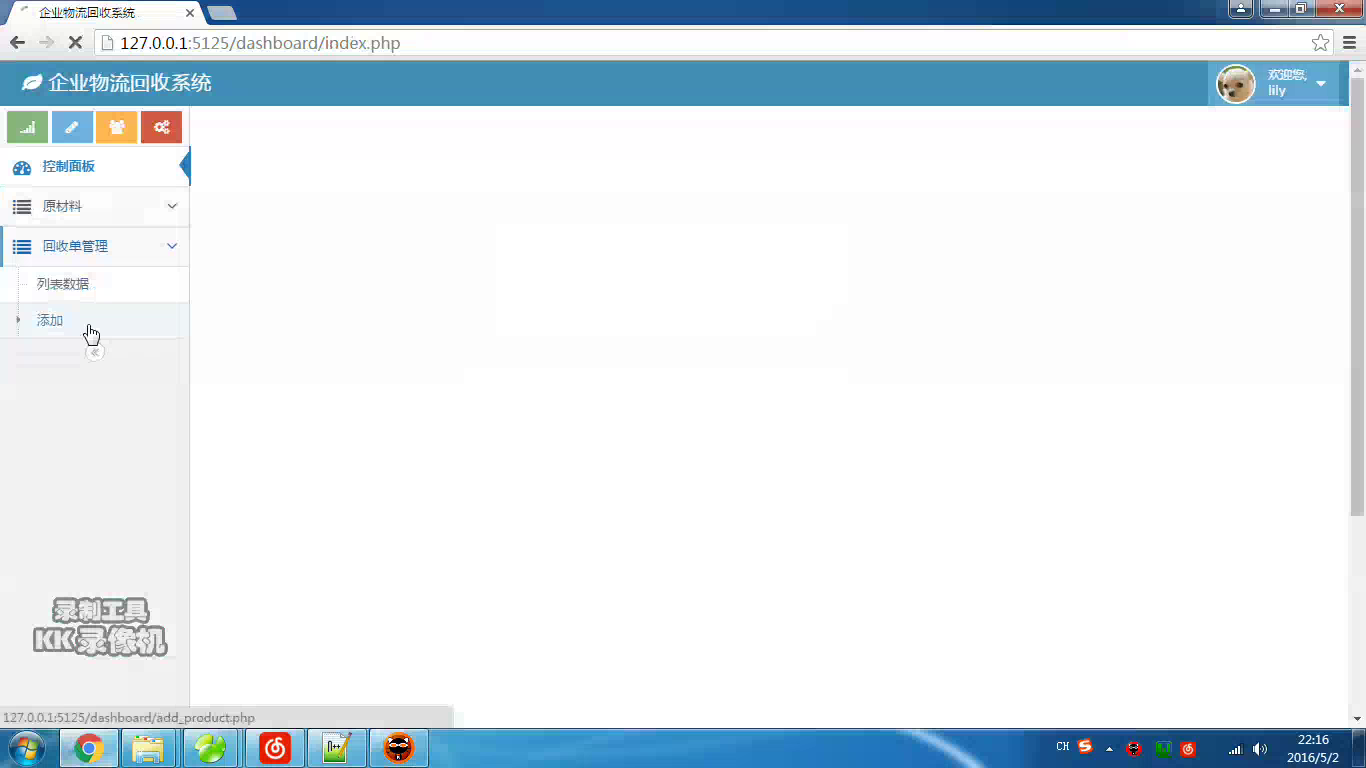 企业物流回收系统
127.0.0.1:5125/dashboard/index.php
企业物流回收系统
欢迎您,
lily
控制面板
原材料
回收单管理
列表数据
添加
录制工具
KK录像机
127.0.0.1:5125/dashboard/add_product.php
CH
22:16
2016/5/2